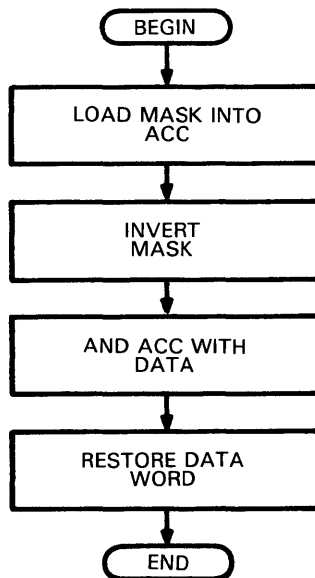 BEGIN
LOAD MASK INTO
ACC
INVERT
MASK
AND ACC WITH
DATA
RESTORE DATA
WORD
END